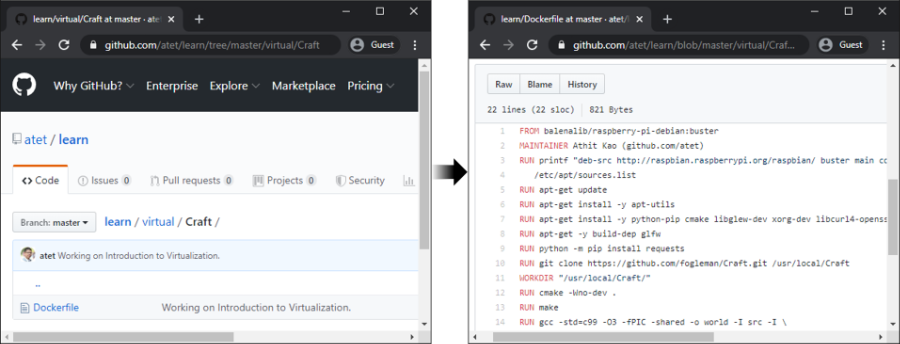 learn/virtual/Craft at master · atet
github.com/atet/learn/tree/master/virtual/Craft
Guest
Why GitHub?
Enterprise
Explore
Marketplace
Pricing
atet / learn
Code
Issues 0
Pull requests 0
Projects 0
Security
Branch: master
learn / virtual / Craft /
atet Working on Introduction to Virtualization.
..
Dockerfile
Working on Introduction to Virtualization.
learn/Dockerfile at master · atet/
github.com/atet/learn/blob/master/virtual/Craf...
Guest
Raw
Blame
History
22 lines (22 sloc)
821 Bytes
1 FROM balenalib/raspberry-pi-debian:buster
2 MAINTAINER Athit Kao (github.com/atet)
3 RUN printf "deb-src http://raspbian.raspberrypi.org/raspbian/ buster main co
4 /etc/apt/sources.list
5 RUN apt-get update
6 RUN apt-get install -y apt-utils
7 RUN apt-get install -y python-pip cmake libglew-dev xorg-dev libcurl4-openss
8 RUN apt-get -y build-dep glfw
9 RUN python -m pip install requests
10 RUN git clone https://github.com/fogleman/Craft.git /usr/local/Craft
11 WORKDIR "/usr/local/Craft/"
12 RUN cmake -Wno-dev .
13 RUN make
14 RUN gcc -std=c99 -O3 -fPIC -shared -o world -I src -I \